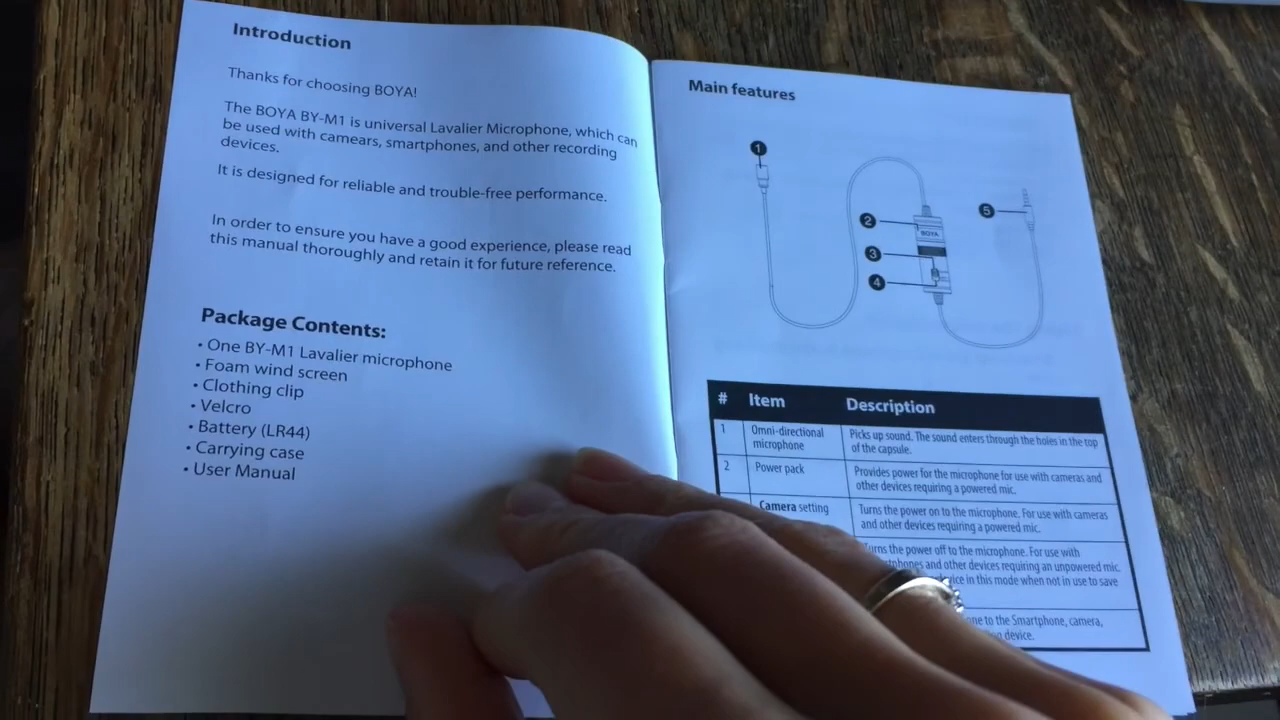 Introduction
Thanks for choosing BOYA!
The BOYA BY-M1 is universal Lavalier Microphone, which can
be used with camears, smartphones, and other recording
devices.
It is designed for reliable and trouble-free performance.
In order to ensure you have a good experience, please read
this manual thoroughly and retain it for future reference.
Package Contents:
• One BY-M1 Lavalier microphone
• Foam wind screen
• Clothing clip
• Velcro
• Battery (LR44)
• Carrying case
• User Manual
Main features
1
2
3
4
5
BOYA
# Item Description
1 Omni-directional microphone Picks up sound. The sound enters through the holes in the top
of the capsule.
2 Power pack Provides power for the microphone for use with cameras and
other devices requiring a powered mic.
Camera setting Turns the power on to the microphone. For use with cameras
and other devices requiring a powered mic.
Turns the power off to the microphone. For use with
and other devices requiring an unpowered mic.
in this mode when not in use to save
to the Smartphone, camera,
device.